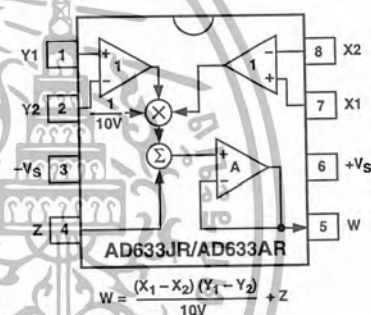 Y1 1 + 1 1 − 8 X2
− +
Y2 2 1 7 X1
10V ×
−VS 3 Σ + A 6 +VS
−
Z 4 5 W
AD633JR/AD633AR
W = (X1 – X2) (Y1 – Y2) + Z
10V